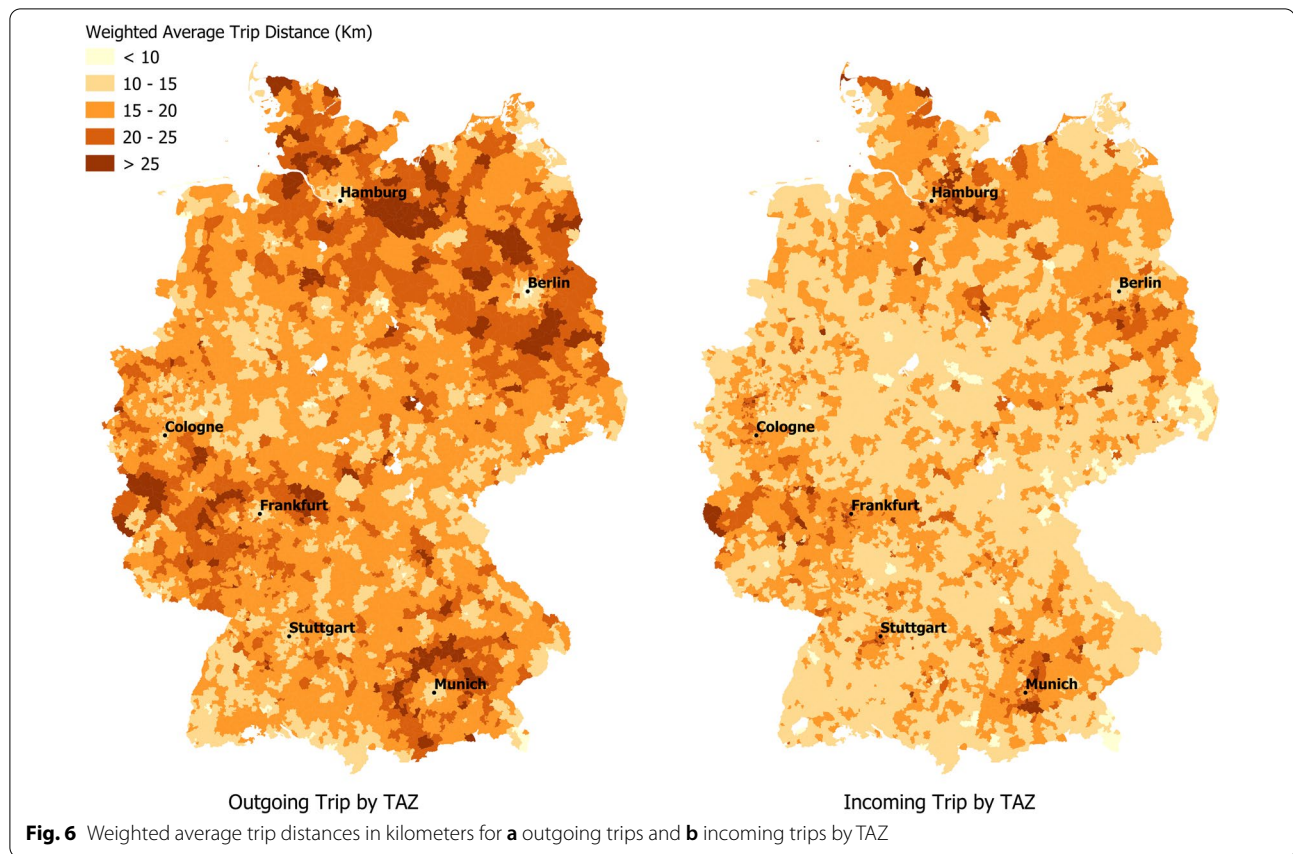 Weighted Average Trip Distance (Km)
< 10
10 - 15
15 - 20
20 - 25
> 25
Hamburg
Berlin
Cologne
Frankfurt
Stuttgart
Munich
Hamburg
Berlin
Cologne
Frankfurt
Stuttgart
Munich
Outgoing Trip by TAZ
Incoming Trip by TAZ
Fig. 6 Weighted average trip distances in kilometers for a outgoing trips and b incoming trips by TAZ